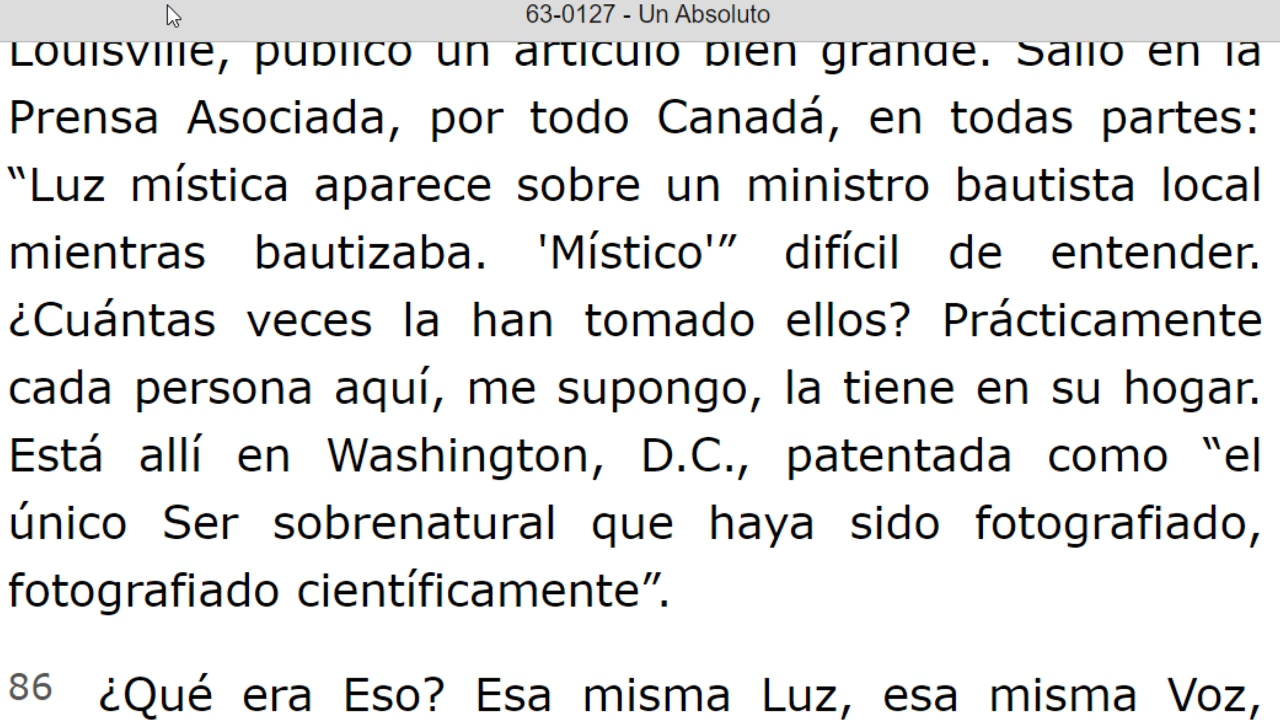 63-0127 - Un Absoluto
Louisville, publicó un artículo bien grande. Salió en la
Prensa Asociada, por todo Canadá, en todas partes:
“Luz mística aparece sobre un ministro bautista local
mientras bautizaba. 'Místico'” difícil de entender.
¿Cuántas veces la han tomado ellos? Prácticamente
cada persona aquí, me supongo, la tiene en su hogar.
Está allí en Washington, D.C., patentada como “el
único Ser sobrenatural que haya sido fotografiado,
fotografiado científicamente”.
86 ¿Qué era Eso? Esa misma Luz, esa misma Voz,